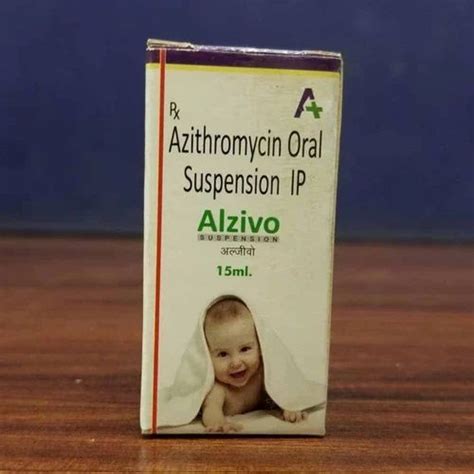 Rx
Azithromycin Oral
Suspension IP
Alzivo
SUSPENSION
अल्जीवो
15ml.